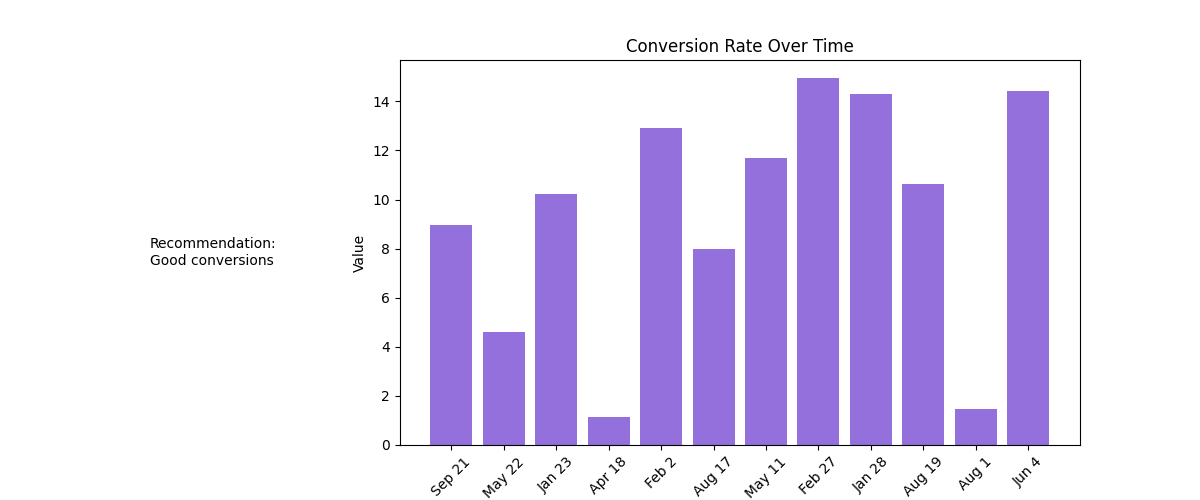 Conversion Rate Over Time
Recommendation:
Good conversions
Value
14
12
10
8
6
4
2
0
Sep 21
May 22
Jan 23
Apr 18
Feb 2
Aug 17
May 11
Feb 27
Jan 28
Aug 19
Aug 1
Jun 4